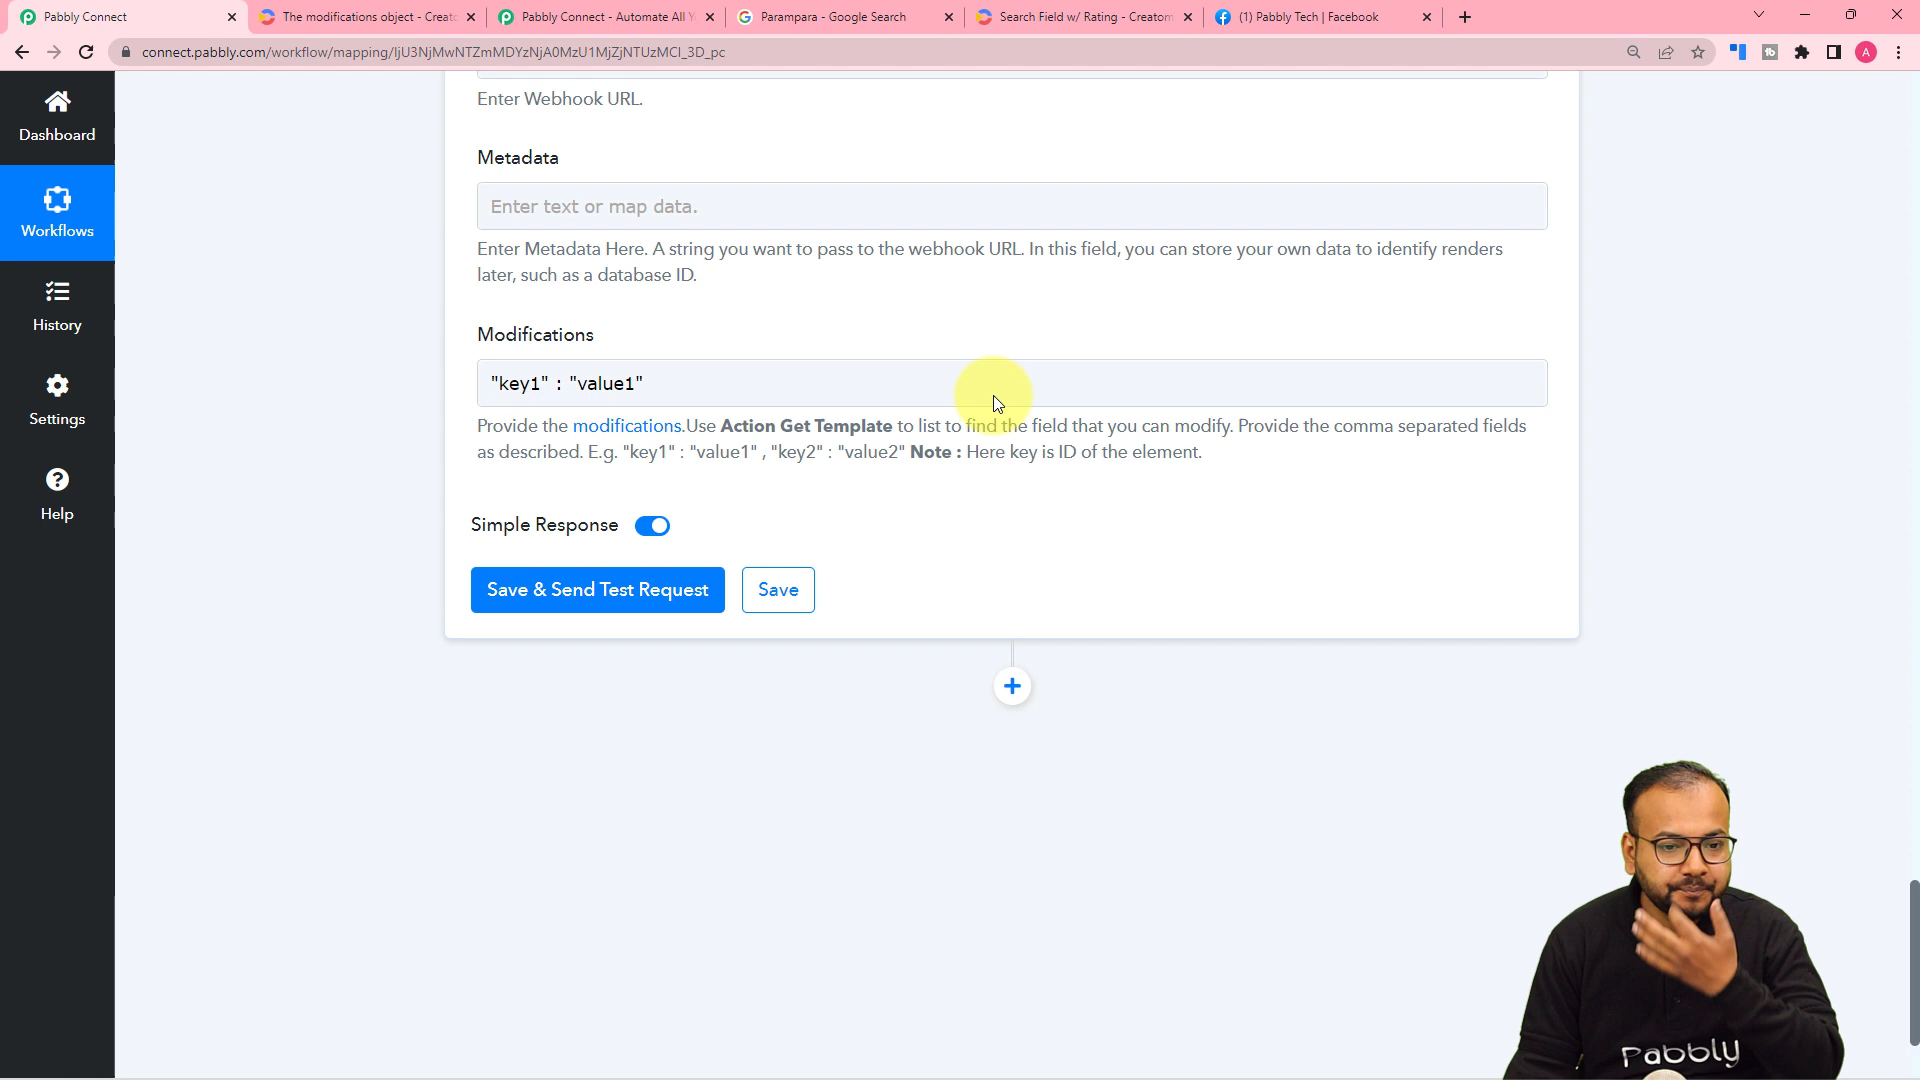 Pabbly Connect
The modifications object - Creato
Pabbly Connect - Automate All Y
Parampara - Google Search
Search Field w/ Rating - Creatom
(1) Pabbly Tech | Facebook
connect.pabbly.com/workflow/mapping/IjU3NjMwNTZmMDYzNjA0MzU1MjZjNTUzMCI_3D_pc
A
Dashboard
Workflows
History
Settings
Help
Enter Webhook URL.
Metadata
Enter text or map data.
Enter Metadata Here. A string you want to pass to the webhook URL. In this field, you can store your own data to identify renders
later, such as a database ID.
Modifications
"key1" : "value1"
Provide the modifications.Use Action Get Template to list to find the field that you can modify. Provide the comma separated fields
as described. E.g. "key1" : "value1" , "key2" : "value2" Note : Here key is ID of the element.
Simple Response
Save & Send Test Request
Save
Pabbly